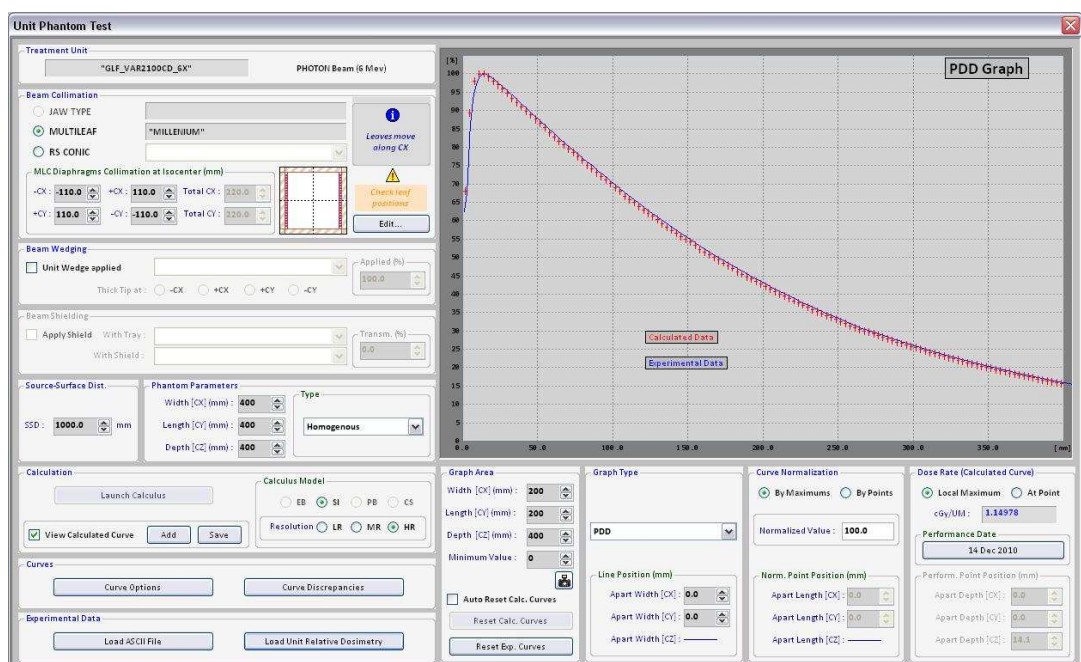 Unit Phantom Test
Treatment Unit
"GLF_VAR2100CD_6X" PHOTON Beam (6 Mev)
Beam Collimation
JAW TYPE
MULTILEAF "MILLENIUM"
RS CONIC
Leaves move along CX
MLC Diaphragms Collimation at Isocenter (mm)
-CX : -110.0 +CX : 110.0 Total CX : 220.0
+CY : 110.0 -CY : -110.0 Total CY : 220.0
Check leaf positions
Edit...
Beam Wedging
Unit Wedge applied
Applied (%)
100.0
Thick Tip at : -CX +CX +CY -CY
Beam Shielding
Apply Shield With Tray :
With Shield :
Transm. (%)
0.0
Source-Surface Dist.
SSD : 1000.0 mm
Phantom Parameters
Width [CX] (mm) : 400
Length [CY] (mm) : 400
Depth [CZ] (mm) : 400
Type
Homogenous
Calculation
Launch Calculus
View Calculated Curve Add Save
Calculus Model
EB SI PB CS
Resolution LR MR HR
Curves
Curve Options Curve Discrepancies
Experimental Data
Load ASCII File Load Unit Relative Dosimetry
[%]
100
95
90
85
80
75
70
65
60
55
50
45
40
35
30
25
20
15
10
5
0
0.0 50.0 100.0 150.0 200.0 250.0 300.0 350.0 [mm]
PDD Graph
Calculated Data
Experimental Data
Graph Area
Width [CX] (mm) : 200
Length [CY] (mm) : 200
Depth [CZ] (mm) : 400
Minimum Value : 0
Auto Reset Calc. Curves
Reset Calc. Curves
Reset Exp. Curves
Graph Type
PDD
Line Position (mm)
Apart Width [CX] : 0.0
Apart Width [CY] : 0.0
Apart Width [CZ] :
Curve Normalization
By Maximums By Points
Normalized Value : 100.0
Norm. Point Position (mm)
Apart Length [CX] : 0.0
Apart Length [CY] : 0.0
Apart Length [CZ] :
Dose Rate (Calculated Curve)
Local Maximum At Point
cGy/UM : 1.14978
Performance Date
14 Dec 2010
Perform. Point Position (mm)
Apart Depth [CX] : 0.0
Apart Depth [CY] : 0.0
Apart Depth [CZ] : 14.1